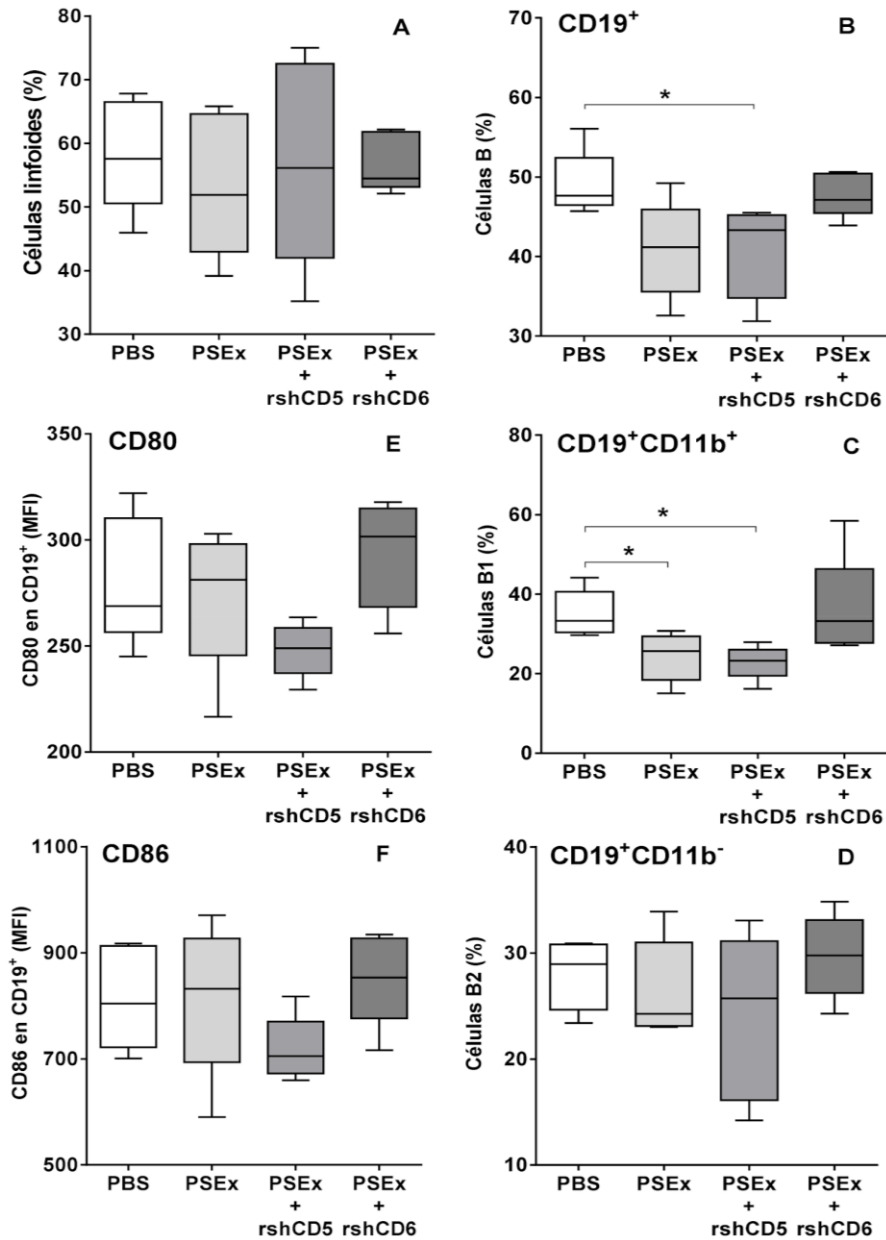 A
Células linfoides (%)
80
70
60
50
40
30
PBS
PSEx
PSEx
+
rshCD5
PSEx
+
rshCD6
CD19⁺
B
Células B (%)
70
60
50
40
30
*
PBS
PSEx
PSEx
+
rshCD5
PSEx
+
rshCD6
CD80
E
CD80 en CD19⁺ (MFI)
350
300
250
200
PBS
PSEx
PSEx
+
rshCD5
PSEx
+
rshCD6
CD19⁺CD11b⁺
C
Células B1 (%)
80
60
40
20
0
*
*
PBS
PSEx
PSEx
+
rshCD5
PSEx
+
rshCD6
CD86
F
CD86 en CD19⁺ (MFI)
1100
900
700
500
PBS
PSEx
PSEx
+
rshCD5
PSEx
+
rshCD6
CD19⁺CD11b⁻
D
Células B2 (%)
40
30
20
10
PBS
PSEx
PSEx
+
rshCD5
PSEx
+
rshCD6